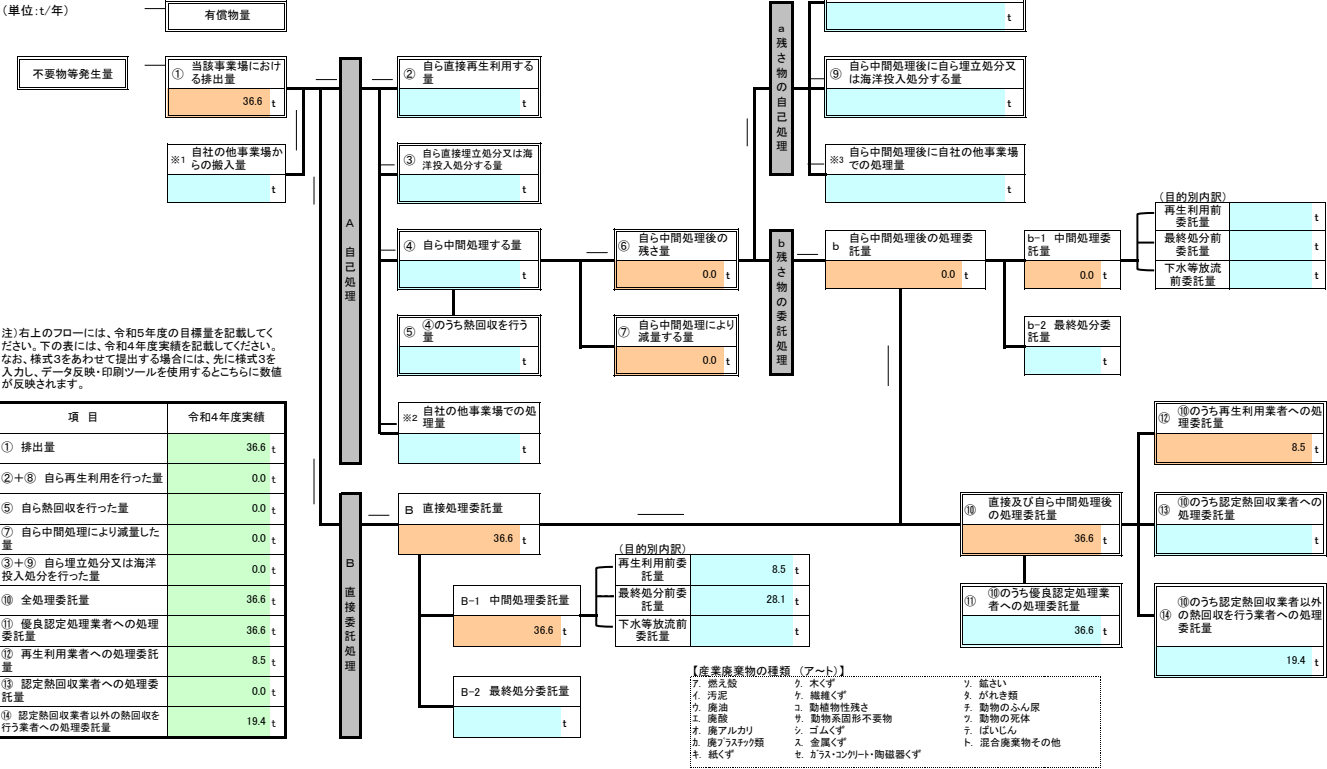 (単位:t/年)
有償物量
t
不要物等発生量
① 当該事業場におけ
る排出量
36.6 t
※1 自社の他事業場か
らの搬入量
t
A 自己処理
② 自ら直接再生利用する
量
t
③ 自ら直接埋立処分又は海
洋投入処分する量
t
④ 自ら中間処理する量
t
⑤ ④のうち熱回収を行う
量
t
※2 自社の他事業場での処
理量
t
⑥ 自ら中間処理後の
残さ量
0.0 t
⑦ 自ら中間処理により
減量する量
0.0 t
a 残さ物の自己処理
⑨ 自ら中間処理後に自ら埋立処分又
は海洋投入処分する量
t
※3 自ら中間処理後に自社の他事業場
での処理量
t
b 残さ物の委託処理
b 自ら中間処理後の処理委
託量
0.0 t
b-1 中間処理委
託量
0.0 t
(目的別内訳)
再生利用前
委託量
t
最終処分前
委託量
t
下水等放流
前委託量
t
b-2 最終処分委
託量
t
注)右上のフローには、令和5年度の目標量を記載してく
ださい。下の表には、令和4年度実績を記載してください。
なお、様式3をあわせて提出する場合には、先に様式3を
入力し、データ反映・印刷ツールを使用するとこちらに数値
が反映されます。
項 目 令和4年度実績
① 排出量 36.6 t
②+⑧ 自ら再生利用を行った量 0.0 t
⑤ 自ら熱回収を行った量 0.0 t
⑦ 自ら中間処理により減量した
量 0.0 t
③+⑨ 自ら埋立処分又は海洋
投入処分を行った量 0.0 t
⑩ 全処理委託量 36.6 t
⑪ 優良認定処理業者への処理
委託量 36.6 t
⑫ 再生利用業者への処理委託
量 8.5 t
⑬ 認定熱回収業者への処理委
託量 0.0 t
⑭ 認定熱回収業者以外の熱回収を
行う業者への処理委託量 19.4 t
B 直接委託処理
B 直接処理委託量
36.6 t
B-1 中間処理委託量
36.6 t
(目的別内訳)
再生利用前委
託量
8.5 t
最終処分前委
託量
28.1 t
下水等放流前
委託量
t
B-2 最終処分委託量
t
⑩ 直接及び自ら中間処理後
の処理委託量
36.6 t
⑪ ⑩のうち優良認定処理業
者への処理委託量
36.6 t
⑫ ⑩のうち再生利用業者への処
理委託量
8.5 t
⑬ ⑩のうち認定熱回収業者への
処理委託量
t
⑭ ⑩のうち認定熱回収業者以外
の熱回収を行う業者への処理
委託量
19.4 t
【産業廃棄物の種類 (ア~ト)】
ア. 燃え殻 ク. 木くず ソ. 鉱さい
イ. 汚泥 ケ. 繊維くず タ. がれき類
ウ. 廃油 コ. 動植物性残さ チ. 動物のふん尿
エ. 廃酸 サ. 動物系固形不要物 ツ. 動物の死体
オ. 廃アルカリ シ. ゴムくず テ. ばいじん
カ. 廃プラスチック類 ス. 金属くず ト. 混合廃棄物その他
キ. 紙くず セ. ガラス・コンクリート・陶磁器くず